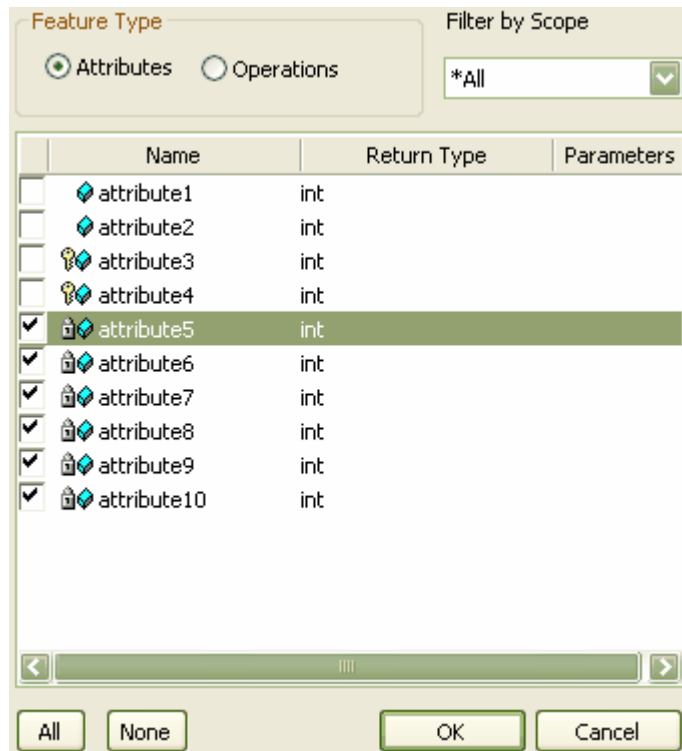 Feature Type Filter by Scope
Attributes Operations *All
Name Return Type Parameters
attribute1 int
attribute2 int
attribute3 int
attribute4 int
attribute5 int
attribute6 int
attribute7 int
attribute8 int
attribute9 int
attribute10 int
All None OK Cancel